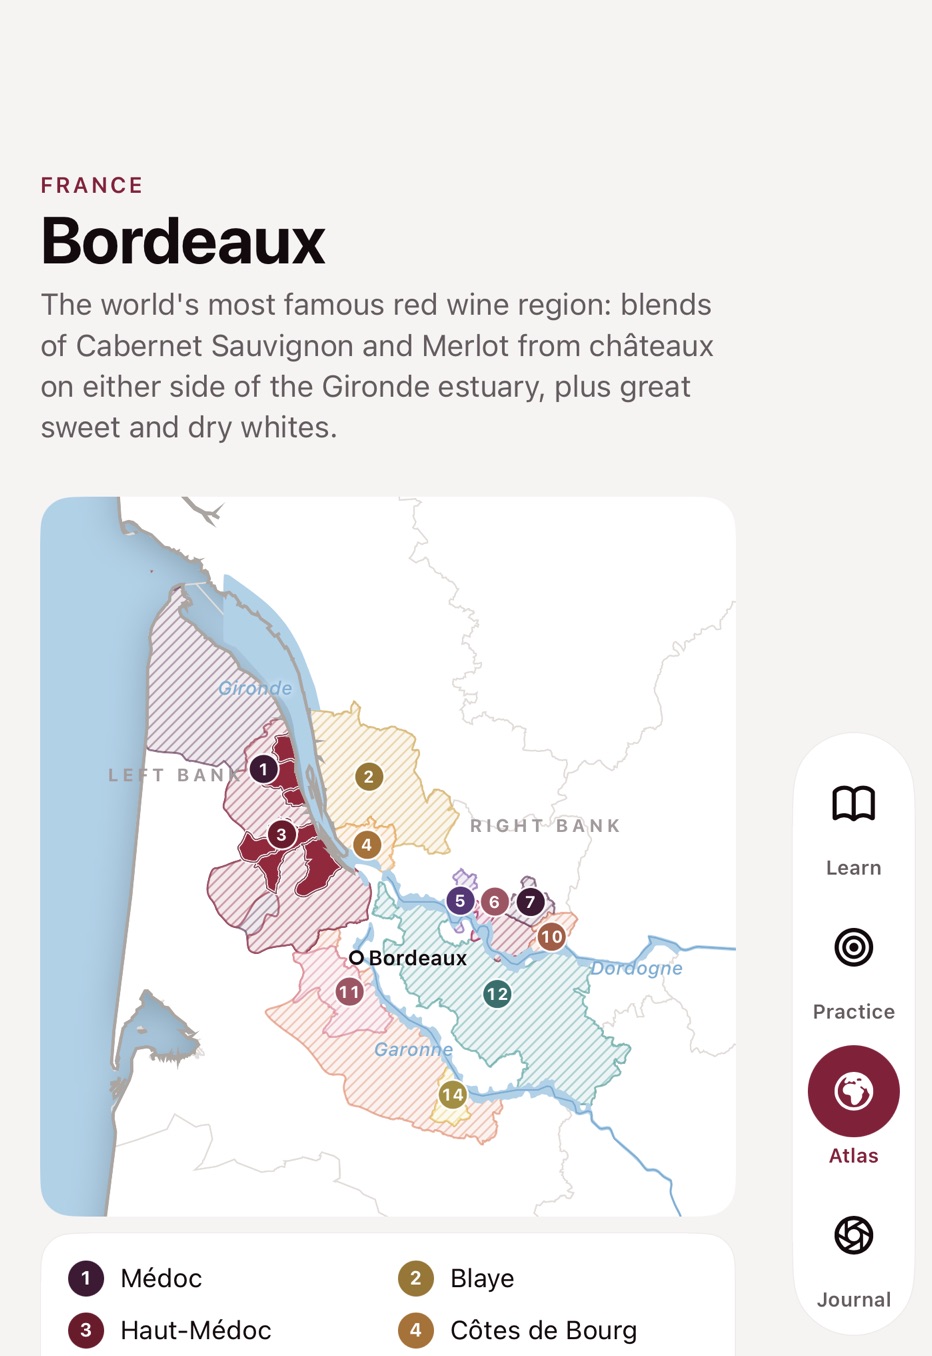 FRANCE
Bordeaux
The world's most famous red wine region: blends
of Cabernet Sauvignon and Merlot from châteaux
on either side of the Gironde estuary, plus great
sweet and dry whites.
Gironde
LEFT BANK
1
2
RIGHT BANK
3
4
5
6
7
10
Bordeaux
Dordogne
11
12
Garonne
14
Learn
Practice
Atlas
Journal
1 Médoc
2 Blaye
3 Haut-Médoc
4 Côtes de Bourg